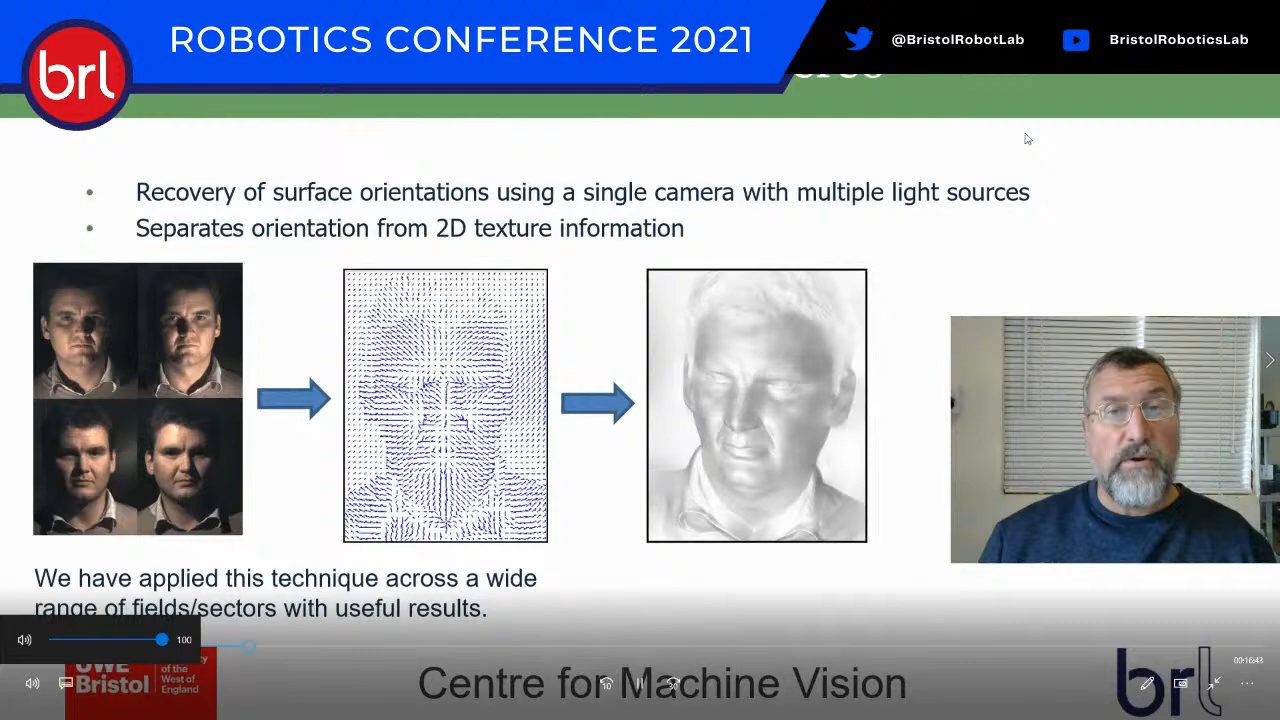 brl
ROBOTICS CONFERENCE 2021
@BristolRobotLab
BristolRoboticsLab
• Recovery of surface orientations using a single camera with multiple light sources
• Separates orientation from 2D texture information
We have applied this technique across a wide
range of fields/sectors with useful results.
100
UWE
Bristol
of the
West of
England
Centre for Machine Vision
brl
00:16:43
10
30